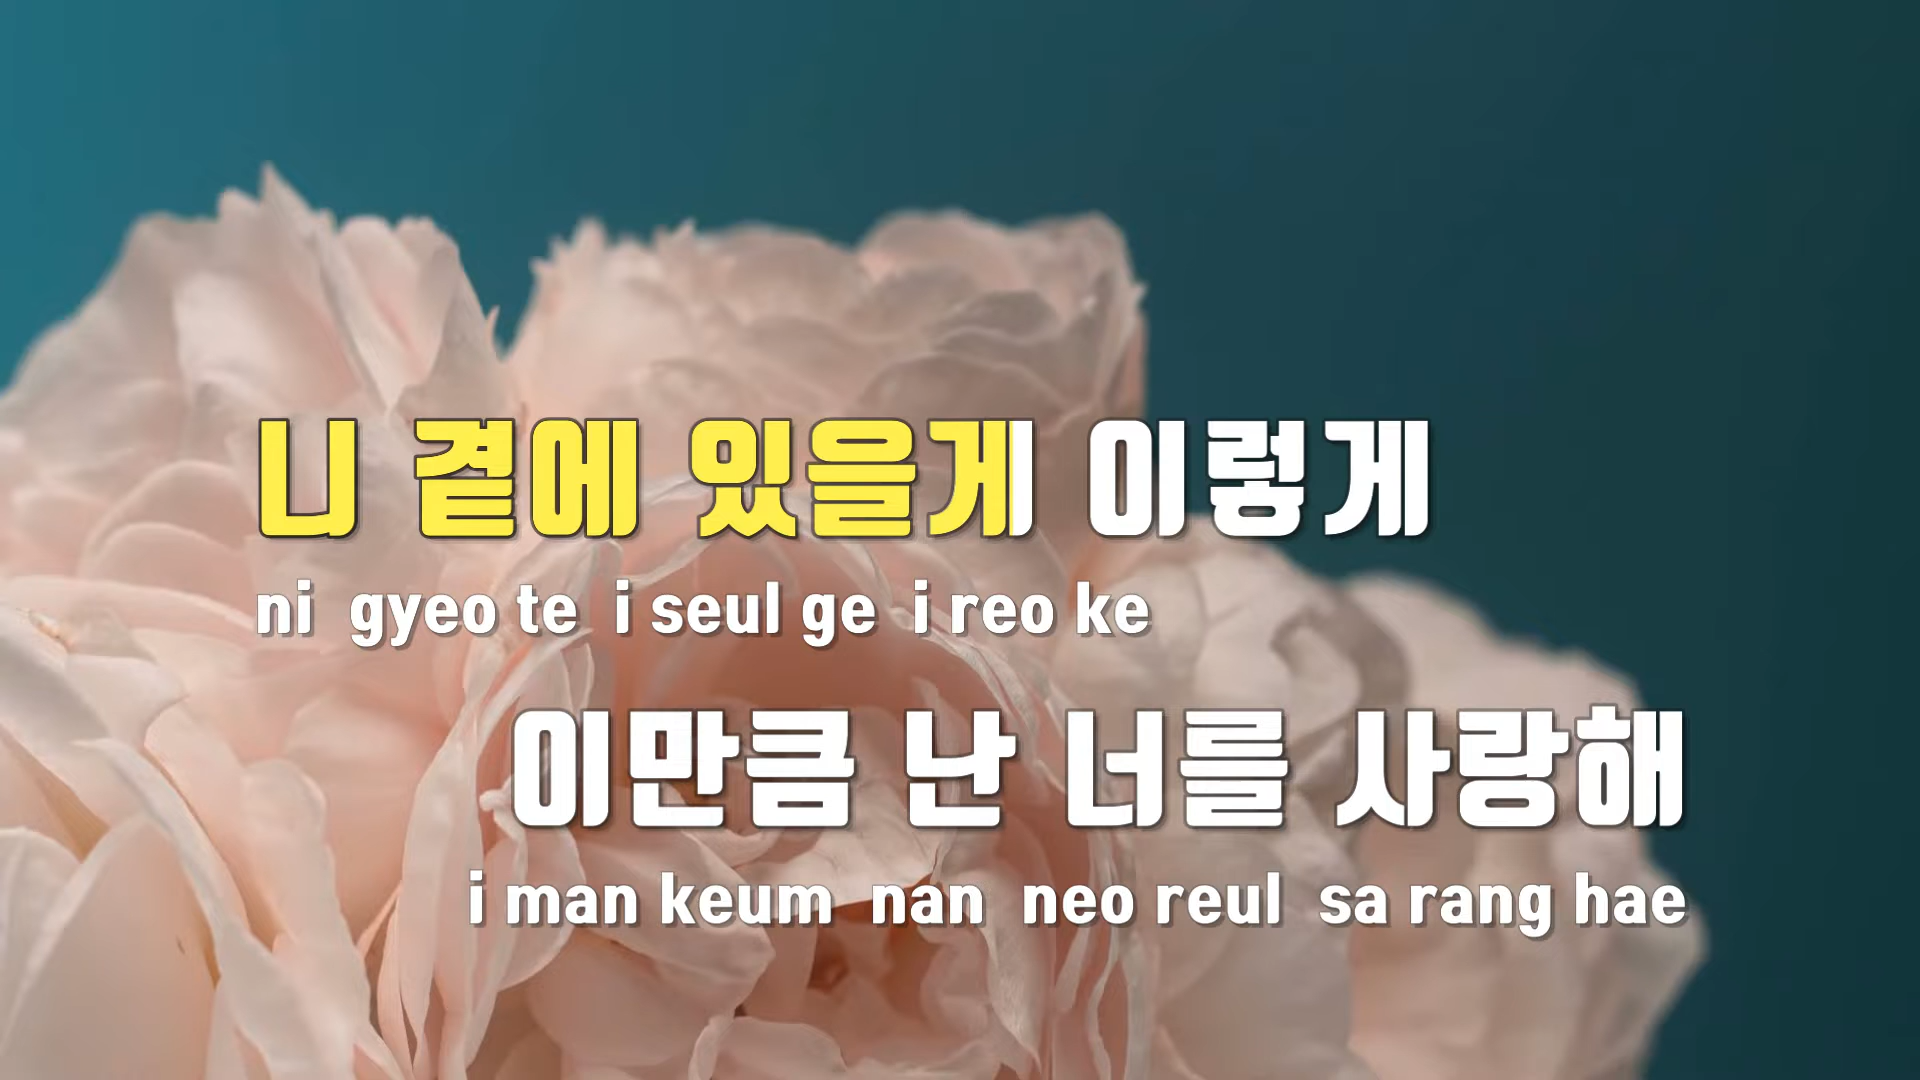 니 곁에 있을게 이렇게
ni gyeo te i seul ge i reo ke
이만큼 난 너를 사랑해
i man keum nan neo reul sa rang hae